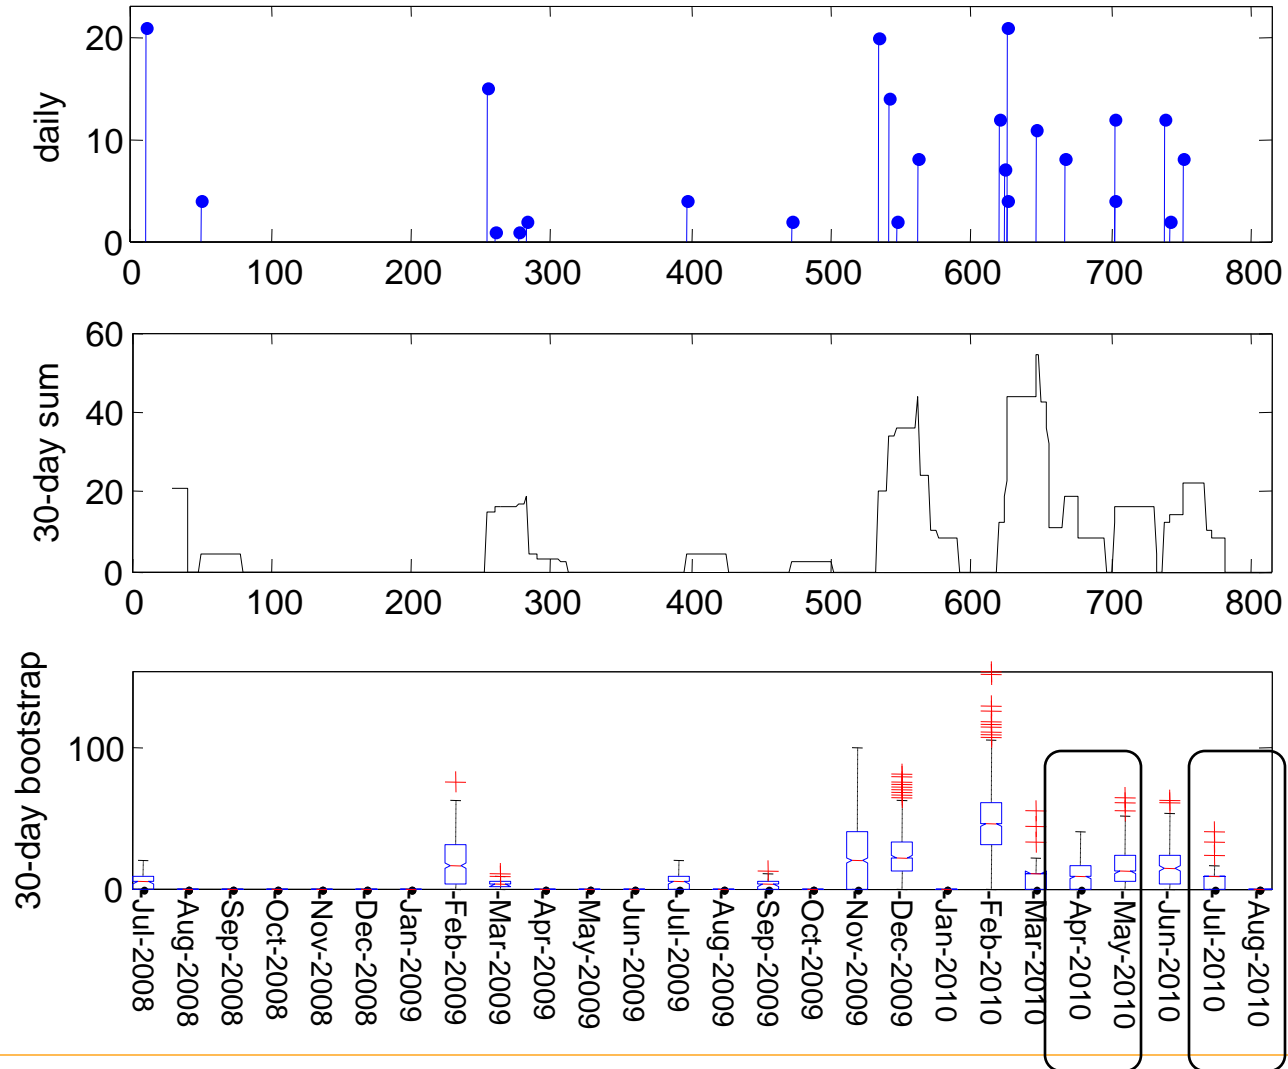 daily
20
10
0
0 100 200 300 400 500 600 700 800
30-day sum
60
40
20
0
0 100 200 300 400 500 600 700 800
30-day bootstrap
100
0
Jul-2008
Aug-2008
Sep-2008
Oct-2008
Nov-2008
Dec-2008
Jan-2009
Feb-2009
Mar-2009
Apr-2009
May-2009
Jun-2009
Jul-2009
Aug-2009
Sep-2009
Oct-2009
Nov-2009
Dec-2009
Jan-2010
Feb-2010
Mar-2010
Apr-2010
May-2010
Jun-2010
Jul-2010
Aug-2010